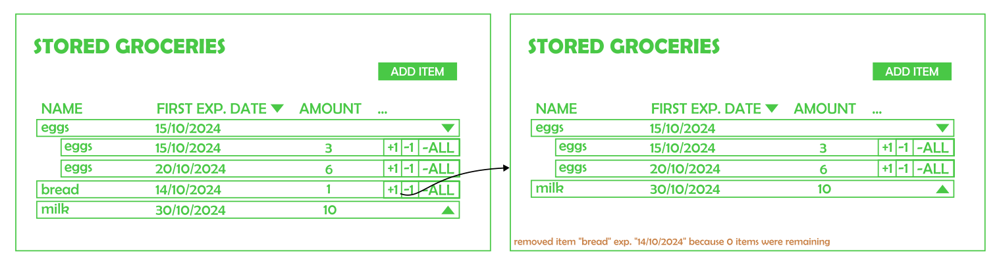 STORED GROCERIES
ADD ITEM
NAME FIRST EXP. DATE AMOUNT ...
eggs 15/10/2024
eggs 15/10/2024 3 +1 -1 -ALL
eggs 20/10/2024 6 +1 -1 -ALL
bread 14/10/2024 1 +1 -1 -ALL
milk 30/10/2024 10
STORED GROCERIES
ADD ITEM
NAME FIRST EXP. DATE AMOUNT ...
eggs 15/10/2024
eggs 15/10/2024 3 +1 -1 -ALL
eggs 20/10/2024 6 +1 -1 -ALL
milk 30/10/2024 10
removed item "bread" exp. "14/10/2024" because 0 items were remaining